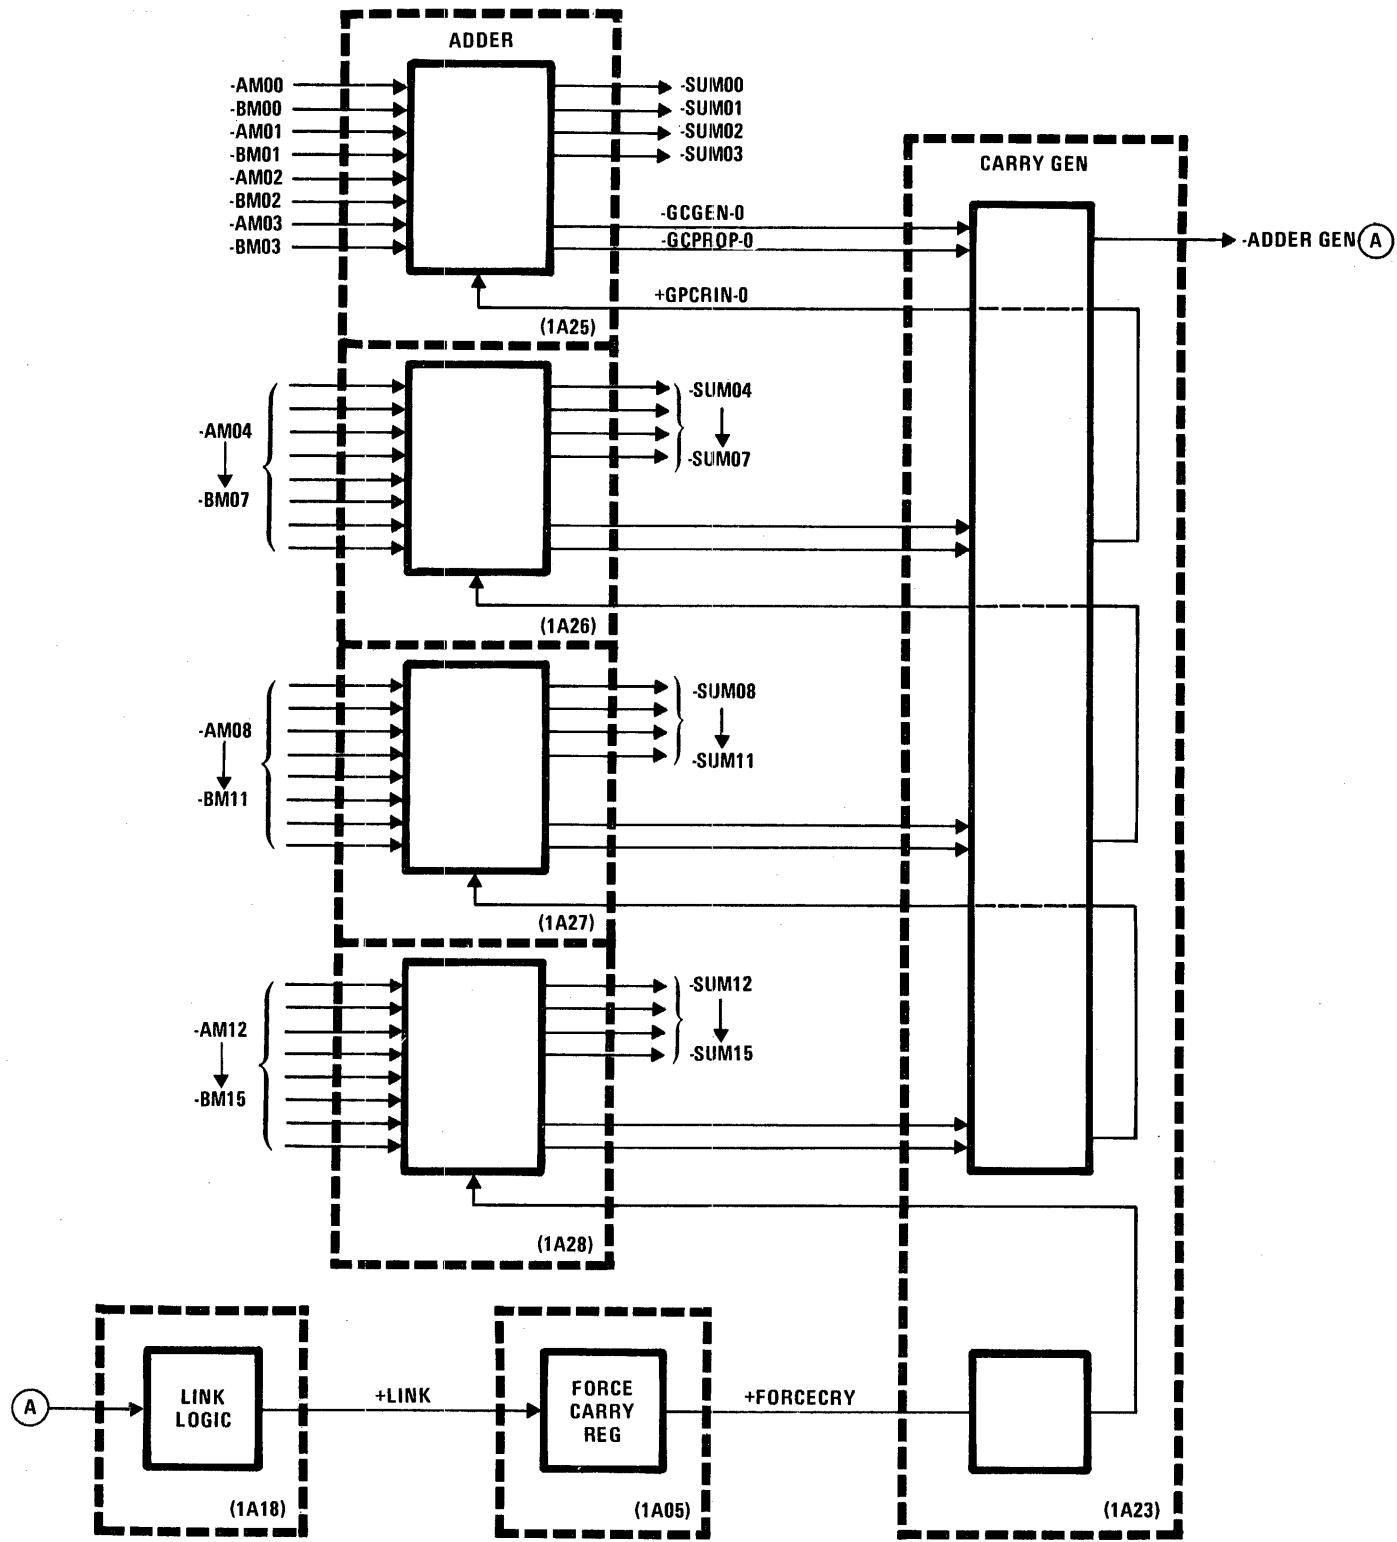 ADDER
-AM00
-BM00
-AM01
-BM01
-AM02
-BM02
-AM03
-BM03
-SUM00
-SUM01
-SUM02
-SUM03
-GCGEN-0
-GCPROP-0
+GPCRIN-0
(1A25)
CARRY GEN
-ADDER GEN A
-AM04
-BM07
-SUM04
-SUM07
(1A26)
-AM08
-BM11
-SUM08
-SUM11
(1A27)
-AM12
-BM15
-SUM12
-SUM15
(1A28)
A
LINK
LOGIC
(1A18)
+LINK
FORCE
CARRY
REG
(1A05)
+FORCECRY
(1A23)